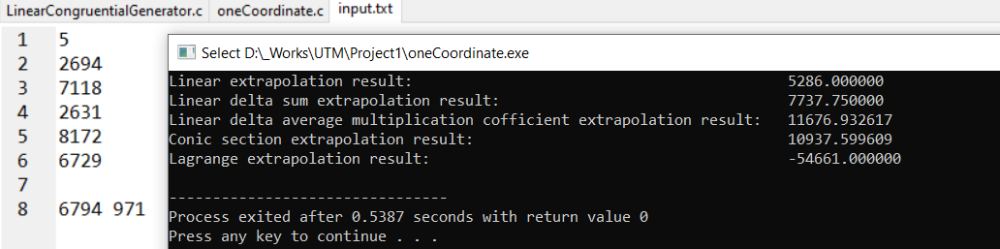 LinearCongruentialGenerator.c oneCoordinate.c input.txt
1 5
2 2694
3 7118
4 2631
5 8172
6 6729
7
8 6794 971
Select D:\_Works\UTM\Project1\oneCoordinate.exe
Linear extrapolation result: 5286.000000
Linear delta sum extrapolation result: 7737.750000
Linear delta average multiplication cofficient extrapolation result: 11676.932617
Conic section extrapolation result: 10937.599609
Lagrange extrapolation result: -54661.000000
--------------------------------
Process exited after 0.5387 seconds with return value 0
Press any key to continue . . .